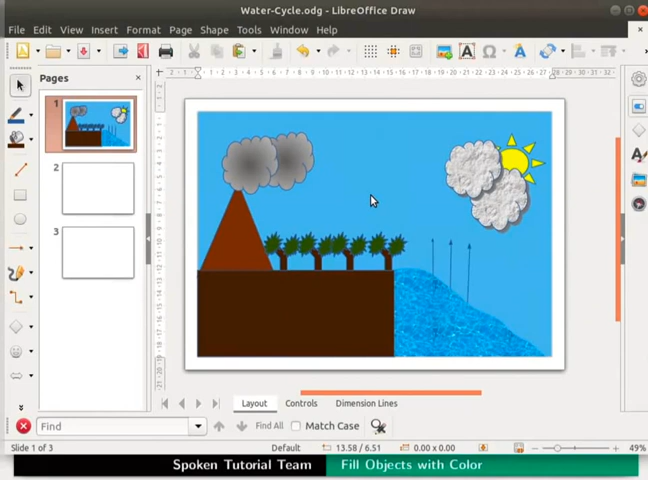 Water-Cycle.odg - LibreOffice Draw
File Edit View Insert Format Page Shape Tools Window Help
Pages
1
2
3
Layout Controls Dimension Lines
Find Find All Match Case
Slide 1 of 3 Default 13.58 / 6.51 0.00 x 0.00 49%
Spoken Tutorial Team Fill Objects with Color